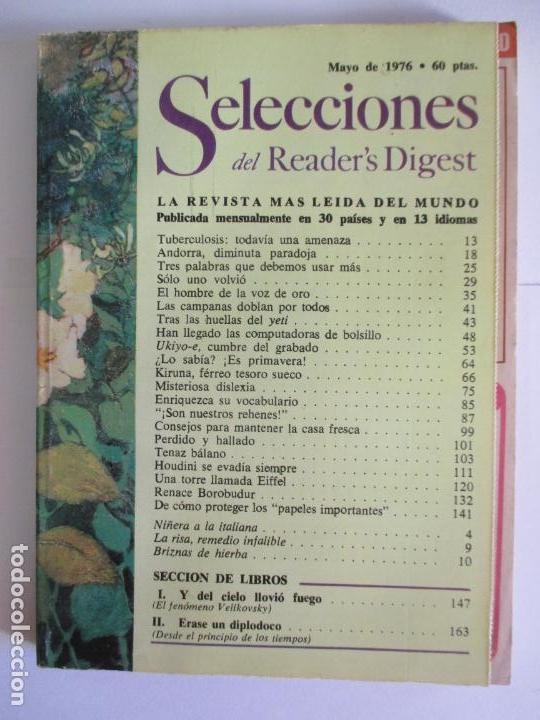 Mayo de 1976 • 60 ptas.
Selecciones
del Reader's Digest
LA REVISTA MAS LEIDA DEL MUNDO
Publicada mensualmente en 30 países y en 13 idiomas
Tuberculosis: todavía una amenaza . . . . . . . . . . 13
Andorra, diminuta paradoja . . . . . . . . . . 18
Tres palabras que debemos usar más . . . . . . . . . . 25
Sólo uno volvió . . . . . . . . . . 29
El hombre de la voz de oro . . . . . . . . . . 35
Las campanas doblan por todos . . . . . . . . . . 41
Tras las huellas del yeti . . . . . . . . . . 43
Han llegado las computadoras de bolsillo . . . . . . . . . . 48
Ukiyo-e, cumbre del grabado . . . . . . . . . . 53
¿Lo sabía? ¡Es primavera! . . . . . . . . . . 64
Kiruna, férreo tesoro sueco . . . . . . . . . . 66
Misteriosa dislexia . . . . . . . . . . 75
Enriquezca su vocabulario . . . . . . . . . . 85
"¡Son nuestros rehenes!" . . . . . . . . . . 87
Consejos para mantener la casa fresca . . . . . . . . . . 99
Perdido y hallado . . . . . . . . . . 101
Tenaz bálano . . . . . . . . . . 103
Houdini se evadía siempre . . . . . . . . . . 111
Una torre llamada Eiffel . . . . . . . . . . 120
Renace Borobudur . . . . . . . . . . 132
De cómo proteger los "papeles importantes" . . . . . . . . . . 141
Niñera a la italiana . . . . . . . . . . 4
La risa, remedio infalible . . . . . . . . . . 9
Briznas de hierba . . . . . . . . . . 10
SECCION DE LIBROS
I. Y del cielo llovió fuego . . . . . . . . . . 147
(El fenómeno Velikovsky)
II. Erase un diplodoco . . . . . . . . . . 163
(Desde el principio de los tiempos)
todocoleccion.net